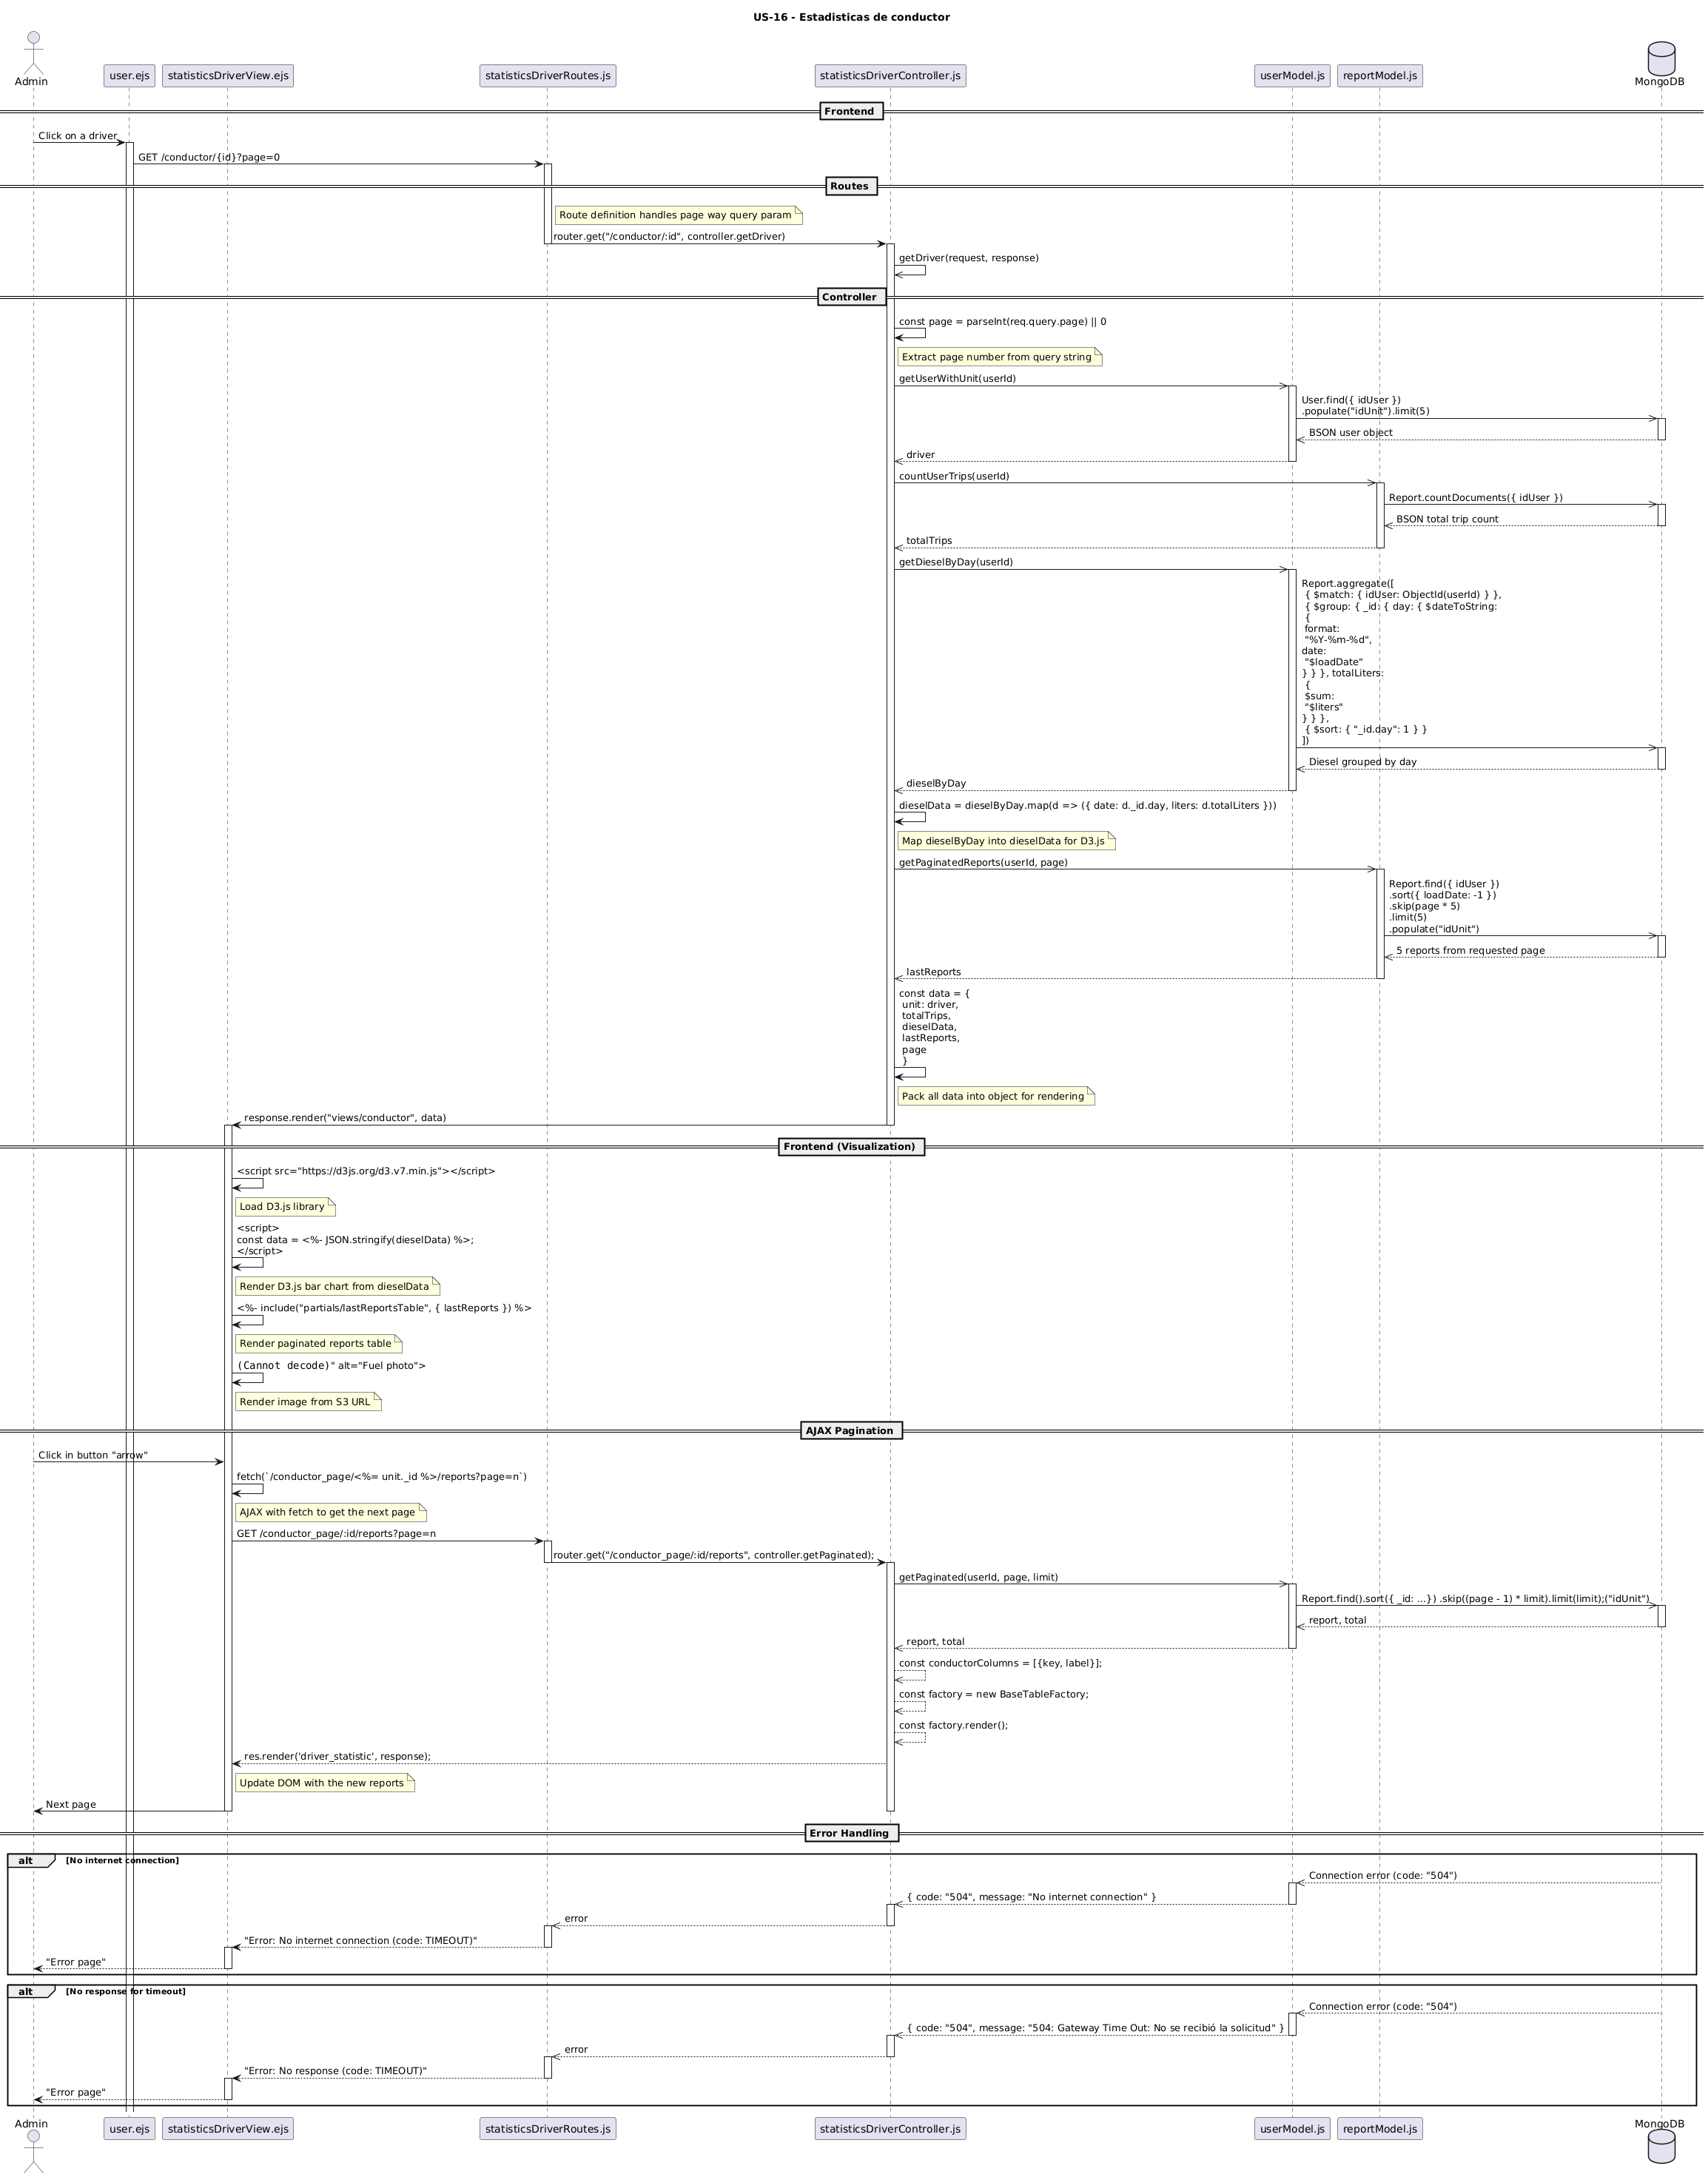 US-16 - Estadisticas de conductor
Admin
user.ejs
statisticsDriverView.ejs
statisticsDriverRoutes.js
statisticsDriverController.js
userModel.js
reportModel.js
MongoDB
Frontend
Click on a driver
GET /conductor/{id}?page=0
Routes
Route definition handles page way query param
router.get("/conductor/:id", controller.getDriver)
getDriver(request, response)
Controller
const page = parseInt(req.query.page) || 0
Extract page number from query string
getUserWithUnit(userId)
User.find({ idUser })
.populate("idUnit").limit(5)
BSON user object
driver
countUserTrips(userId)
Report.countDocuments({ idUser })
BSON total trip count
totalTrips
getDieselByDay(userId)
Report.aggregate([
{ $match: { idUser: ObjectId(userId) } },
{ $group: { _id: { day: { $dateToString:
{
format:
"%Y-%m-%d",
date:
"$loadDate"
} } }, totalLiters:
{
$sum:
"$liters"
} } },
{ $sort: { "_id.day": 1 } }
])
Diesel grouped by day
dieselByDay
dieselData = dieselByDay.map(d => ({ date: d._id.day, liters: d.totalLiters }))
Map dieselByDay into dieselData for D3.js
getPaginatedReports(userId, page)
Report.find({ idUser })
.sort({ loadDate: -1 })
.skip(page * 5)
.limit(5)
.populate("idUnit")
5 reports from requested page
lastReports
const data = {
unit: driver,
totalTrips,
dieselData,
lastReports,
page
}
Pack all data into object for rendering
response.render("views/conductor", data)
Frontend (Visualization)
<script src="https://d3js.org/d3.v7.min.js"></script>
Load D3.js library
<script>
const data = <%- JSON.stringify(dieselData) %>;
</script>
Render D3.js bar chart from dieselData
<%- include("partials/lastReportsTable", { lastReports }) %>
Render paginated reports table
(Cannot decode)" alt="Fuel photo">
Render image from S3 URL
AJAX Pagination
Click in button "arrow"
fetch(`/conductor_page/<%= unit._id %>/reports?page=n`)
AJAX with fetch to get the next page
GET /conductor_page/:id/reports?page=n
router.get("/conductor_page/:id/reports", controller.getPaginated);
getPaginated(userId, page, limit)
Report.find().sort({ _id: ...}) .skip((page - 1) * limit).limit(limit);("idUnit")
report, total
report, total
const conductorColumns = [{key, label}];
const factory = new BaseTableFactory;
const factory.render();
res.render('driver_statistic', response);
Update DOM with the new reports
Next page
Error Handling
alt [No internet connection]
Connection error (code: "504")
{ code: "504", message: "No internet connection" }
error
"Error: No internet connection (code: TIMEOUT)"
"Error page"
alt [No response for timeout]
Connection error (code: "504")
{ code: "504", message: "504: Gateway Time Out: No se recibió la solicitud" }
error
"Error: No response (code: TIMEOUT)"
"Error page"
Admin
user.ejs
statisticsDriverView.ejs
statisticsDriverRoutes.js
statisticsDriverController.js
userModel.js
reportModel.js
MongoDB